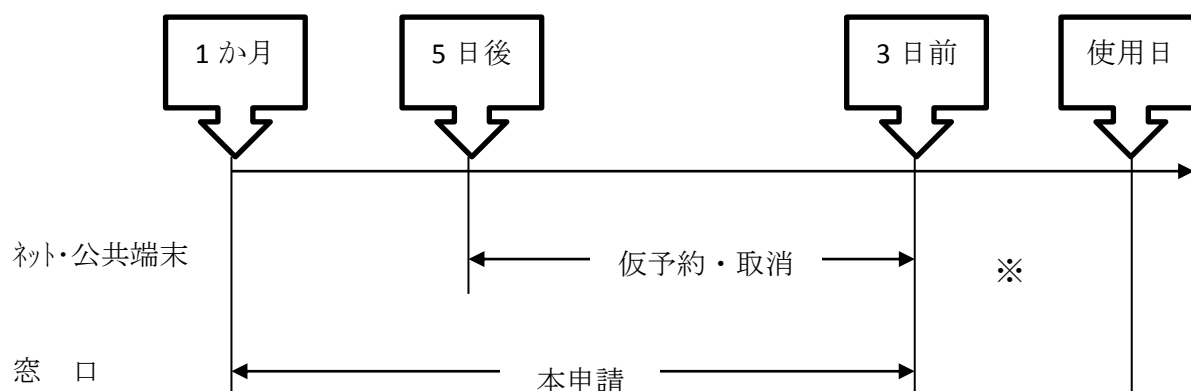 1か月
5日後
3日前
使用日
ﾈｯﾄ・公共端末
仮予約・取消
※
窓　口
本申請